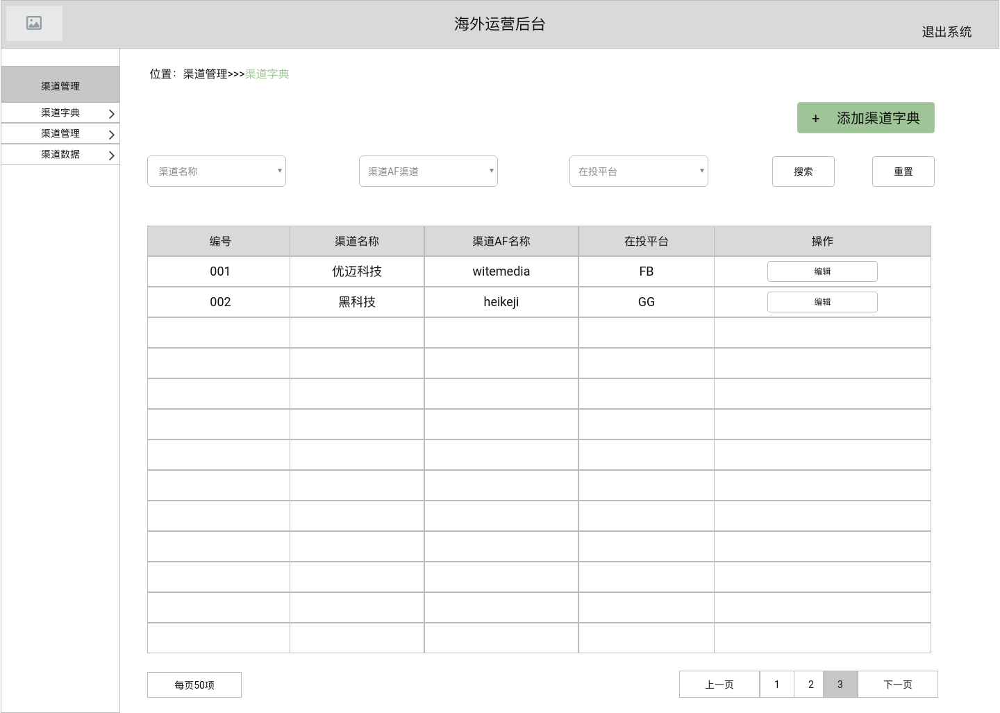 海外运营后台
退出系统
位置：渠道管理>>>渠道字典
渠道管理
渠道字典
渠道管理
渠道数据
+ 添加渠道字典
渠道名称 渠道AF渠道 在投平台 搜索 重置
编号 渠道名称 渠道AF名称 在投平台 操作
001 优迈科技 witemedia FB 编辑
002 黑科技 heikeji GG 编辑
每页50项 上一页 1 2 3 下一页